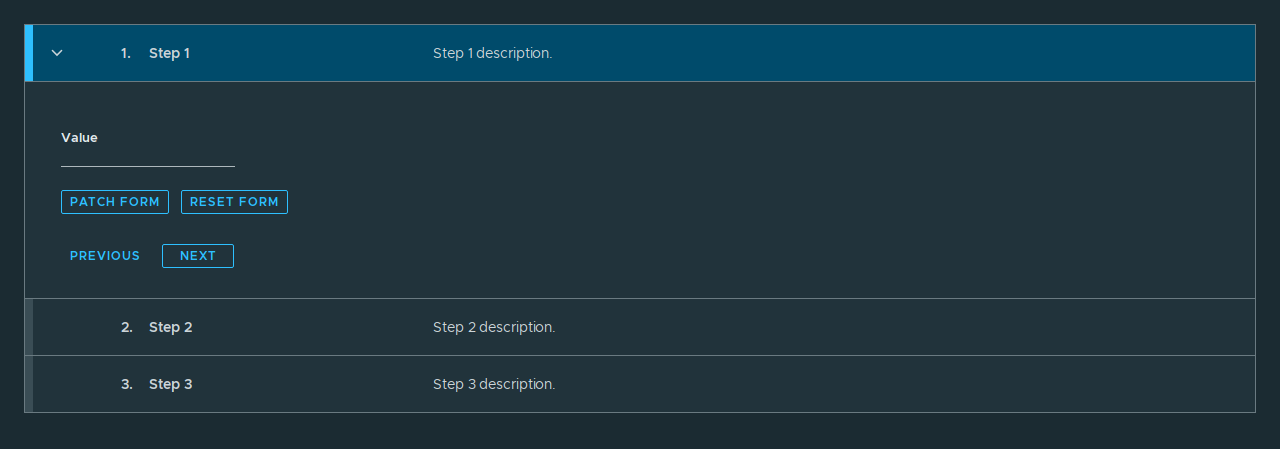 1. Step 1 Step 1 description.
Value
PATCH FORM RESET FORM
PREVIOUS NEXT
2. Step 2 Step 2 description.
3. Step 3 Step 3 description.